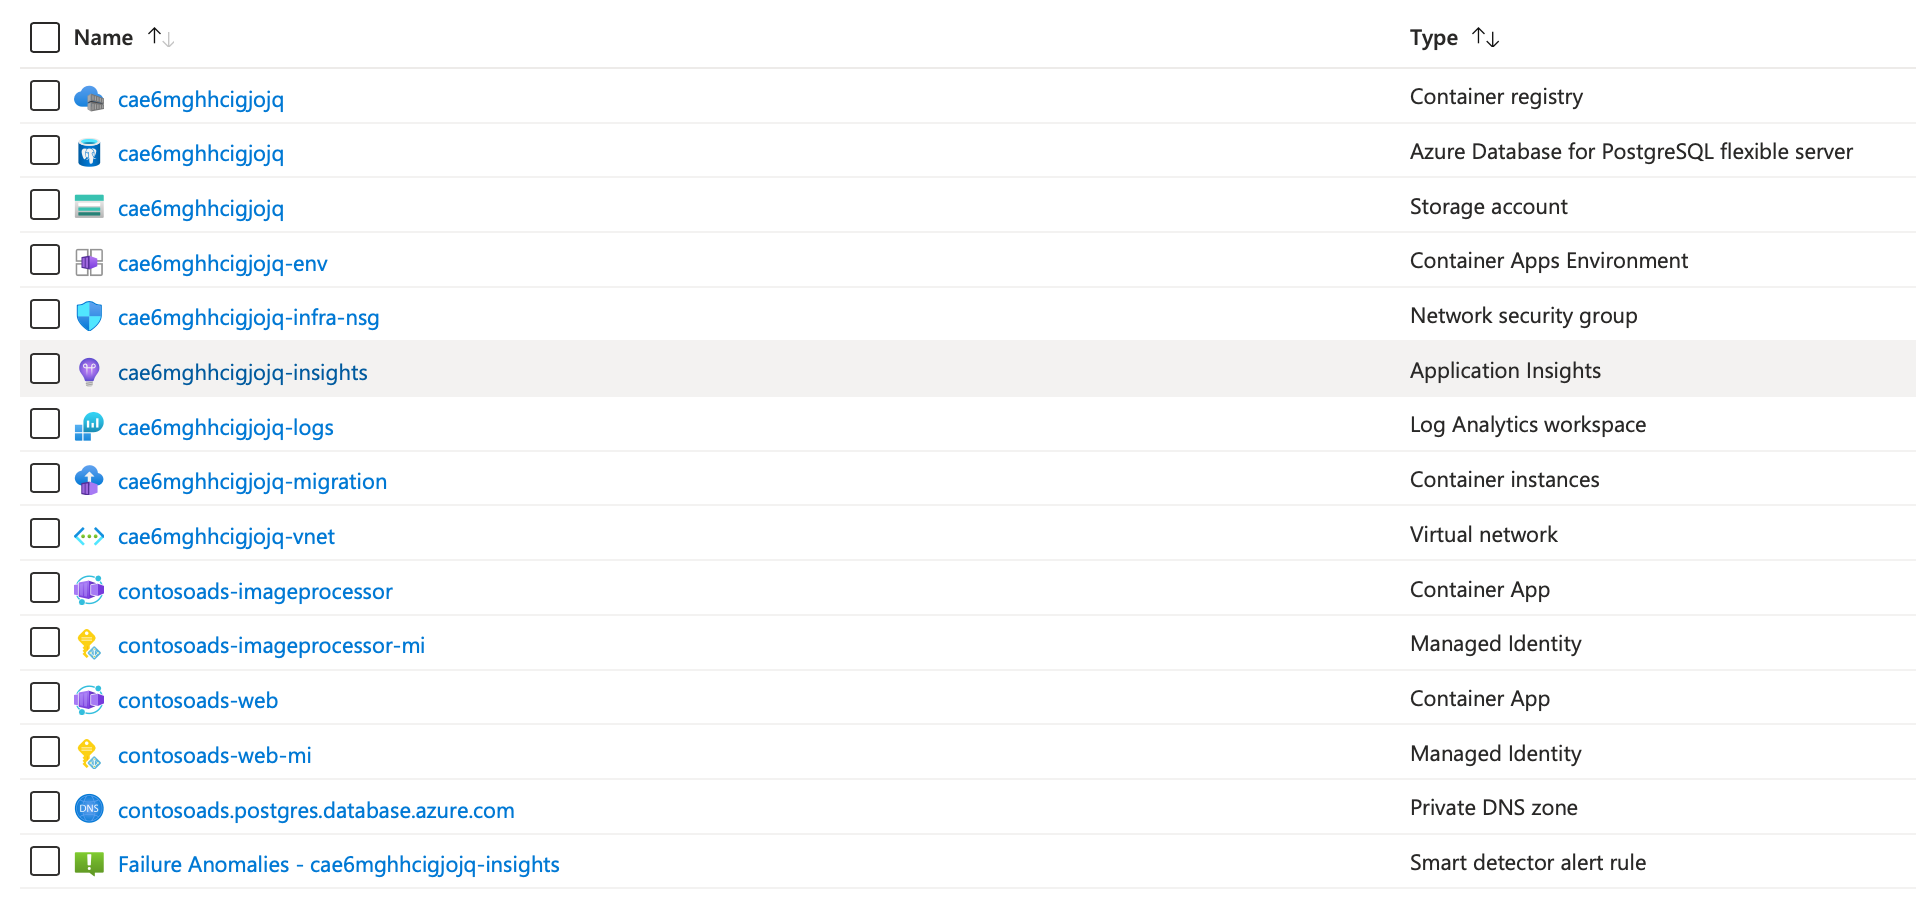 Name Type
cae6mghhcigjojq Container registry
cae6mghhcigjojq Azure Database for PostgreSQL flexible server
cae6mghhcigjojq Storage account
cae6mghhcigjojq-env Container Apps Environment
cae6mghhcigjojq-infra-nsg Network security group
cae6mghhcigjojq-insights Application Insights
cae6mghhcigjojq-logs Log Analytics workspace
cae6mghhcigjojq-migration Container instances
cae6mghhcigjojq-vnet Virtual network
contosoads-imageprocessor Container App
contosoads-imageprocessor-mi Managed Identity
contosoads-web Container App
contosoads-web-mi Managed Identity
DNS contosoads.postgres.database.azure.com Private DNS zone
Failure Anomalies - cae6mghhcigjojq-insights Smart detector alert rule